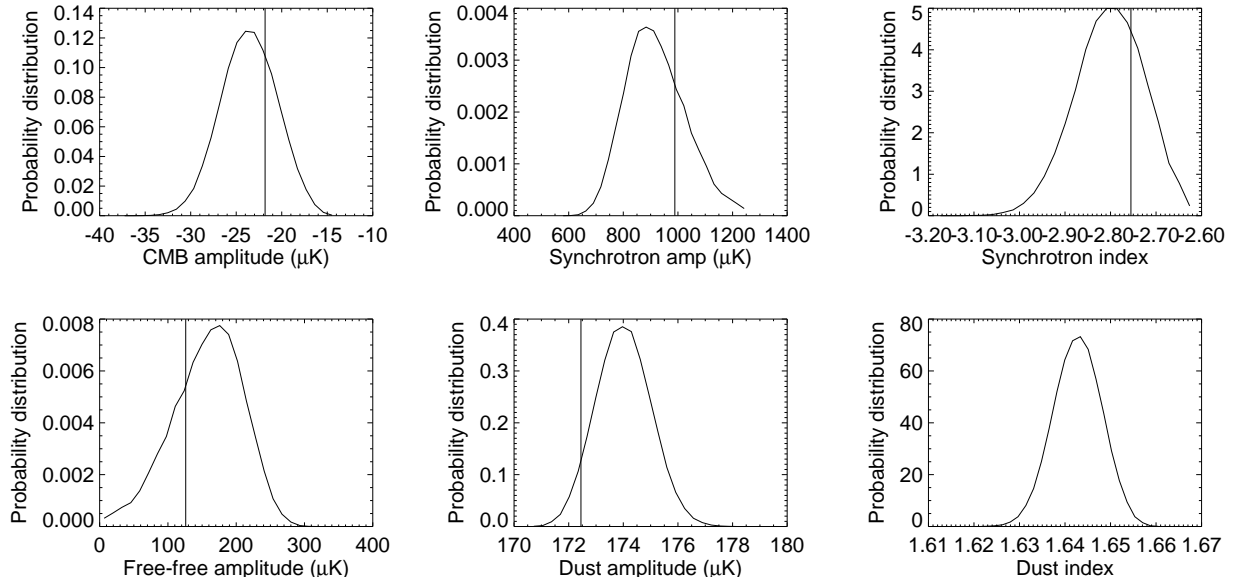 Probability distribution
0.14
0.12
0.10
0.08
0.06
0.04
0.02
0.00
-40 -35 -30 -25 -20 -15 -10
CMB amplitude (μK)
Probability distribution
0.004
0.003
0.002
0.001
0.000
400 600 800 1000 1200 1400
Synchrotron amp (μK)
Probability distribution
5
4
3
2
1
0
-3.20 -3.10 -3.00 -2.90 -2.80 -2.70 -2.60
Synchrotron index
Probability distribution
0.008
0.006
0.004
0.002
0.000
0 100 200 300 400
Free-free amplitude (μK)
Probability distribution
0.4
0.3
0.2
0.1
0.0
170 172 174 176 178 180
Dust amplitude (μK)
Probability distribution
80
60
40
20
0
1.61 1.62 1.63 1.64 1.65 1.66 1.67
Dust index